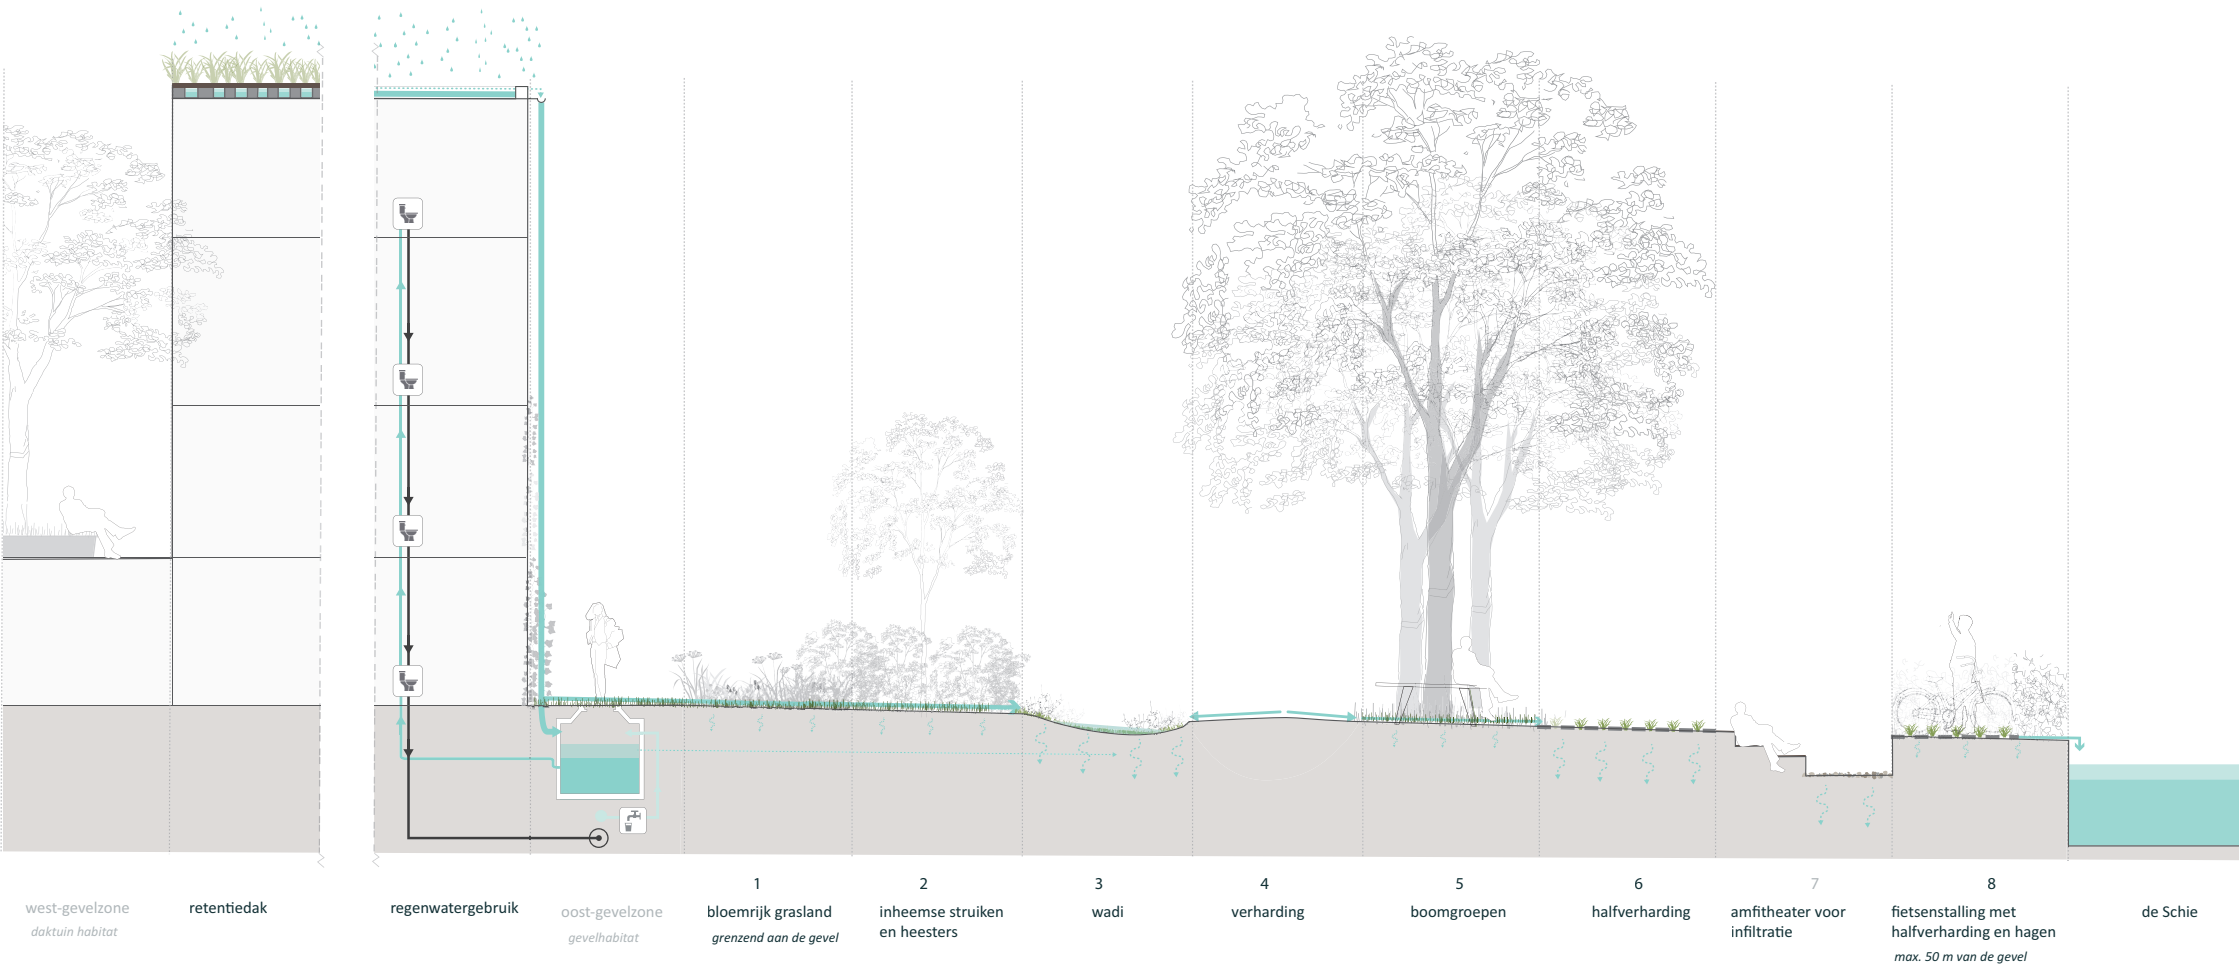 west-gevelzone
daktuin habitat
retentiedak
regenwatergebruik
oost-gevelzone
gevelhabitat
1
bloemrijk grasland
grenzend aan de gevel
2
inheemse struiken
en heesters
3
wadi
4
verharding
5
boomgroepen
6
halfverharding
7
amfitheater voor
infiltratie
8
fietsenstalling met
halfverharding en hagen
max. 50 m van de gevel
de Schie